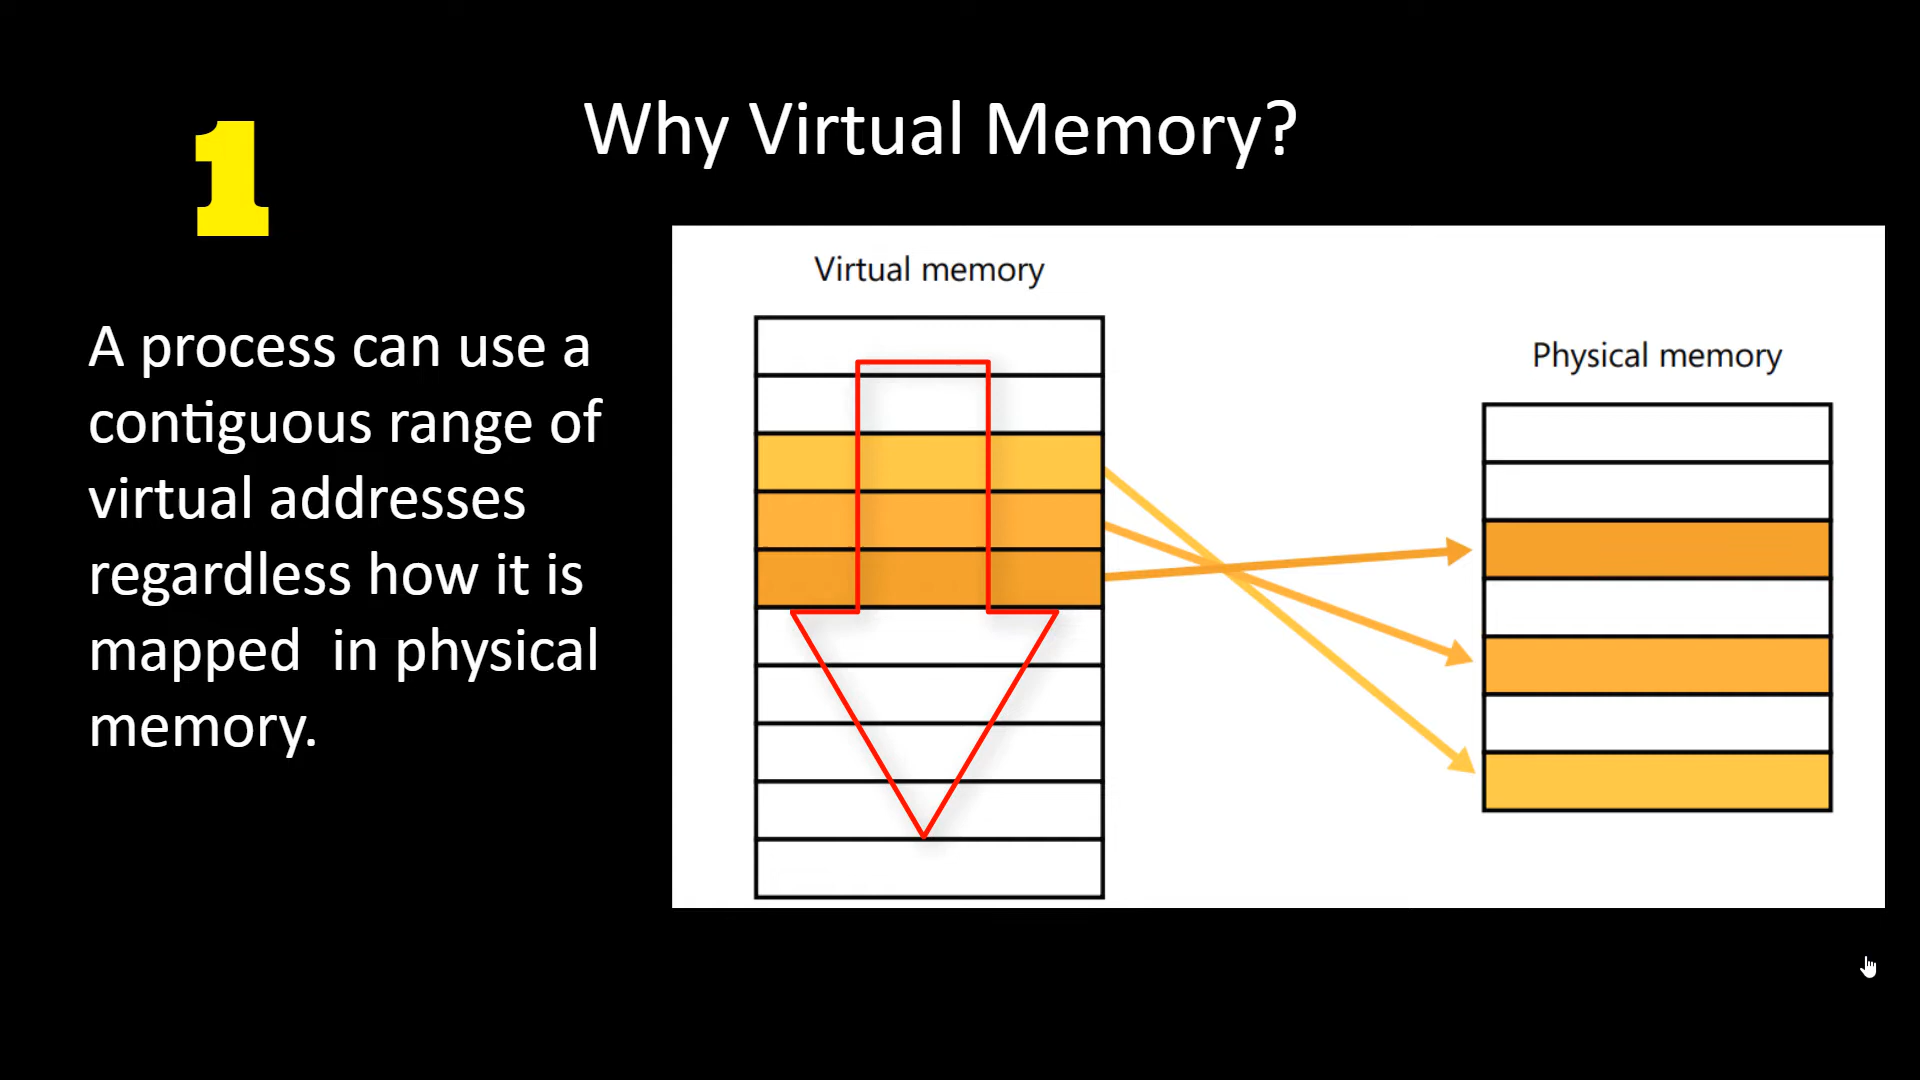 1
Why Virtual Memory?
A process can use a
contiguous range of
virtual addresses
regardless how it is
mapped  in physical
memory.
Virtual memory
Physical memory